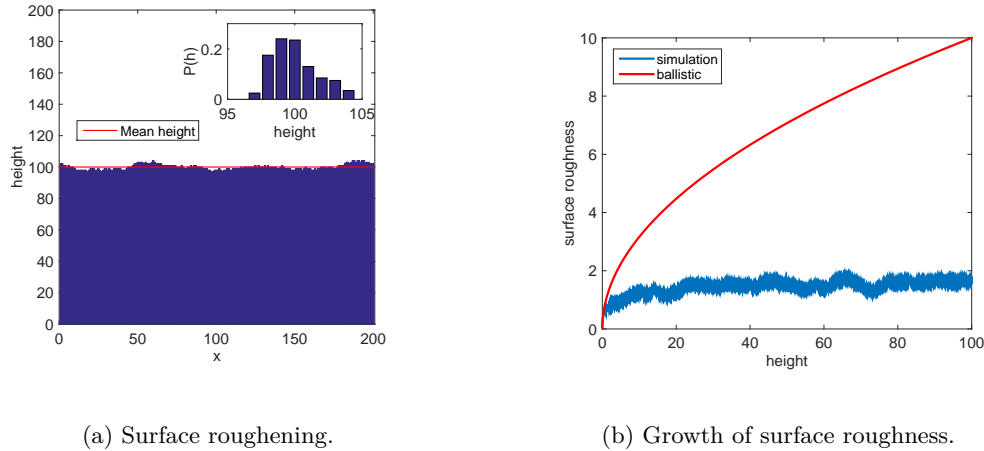 200
180
160
140
120
100
80
60
40
20
0
height
0 50 100 150 200
x
Mean height
P(h)
0.2
0
95 100 105
height
10
8
6
4
2
0
surface roughness
0 20 40 60 80 100
height
simulation
ballistic
(a) Surface roughening.
(b) Growth of surface roughness.